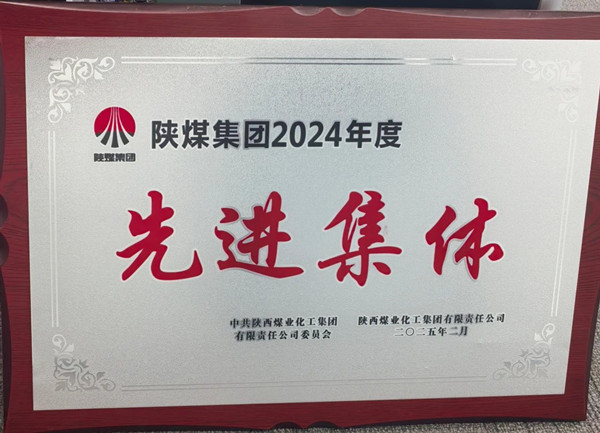 陕煤集团2024年度
陕煤集团
先进集体
中共陕西煤业化工集团
有限责任公司委员会
陕西煤业化工集团有限责任公司
二〇二五年二月